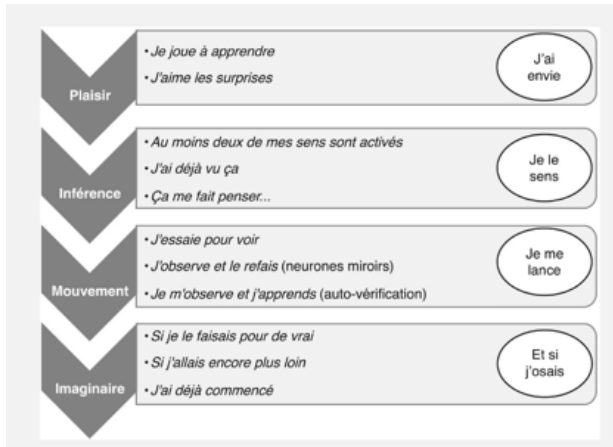 Plaisir
• Je joue à apprendre
• J'aime les surprises
J'ai
envie
Inférence
• Au moins deux de mes sens sont activés
• J'ai déjà vu ça
• Ça me fait penser...
Je le
sens
Mouvement
• J'essaie pour voir
• J'observe et le refais (neurones miroirs)
• Je m'observe et j'apprends (auto-vérification)
Je me
lance
Imaginaire
• Si je le faisais pour de vrai
• Si j'allais encore plus loin
• J'ai déjà commencé
Et si
j'osais